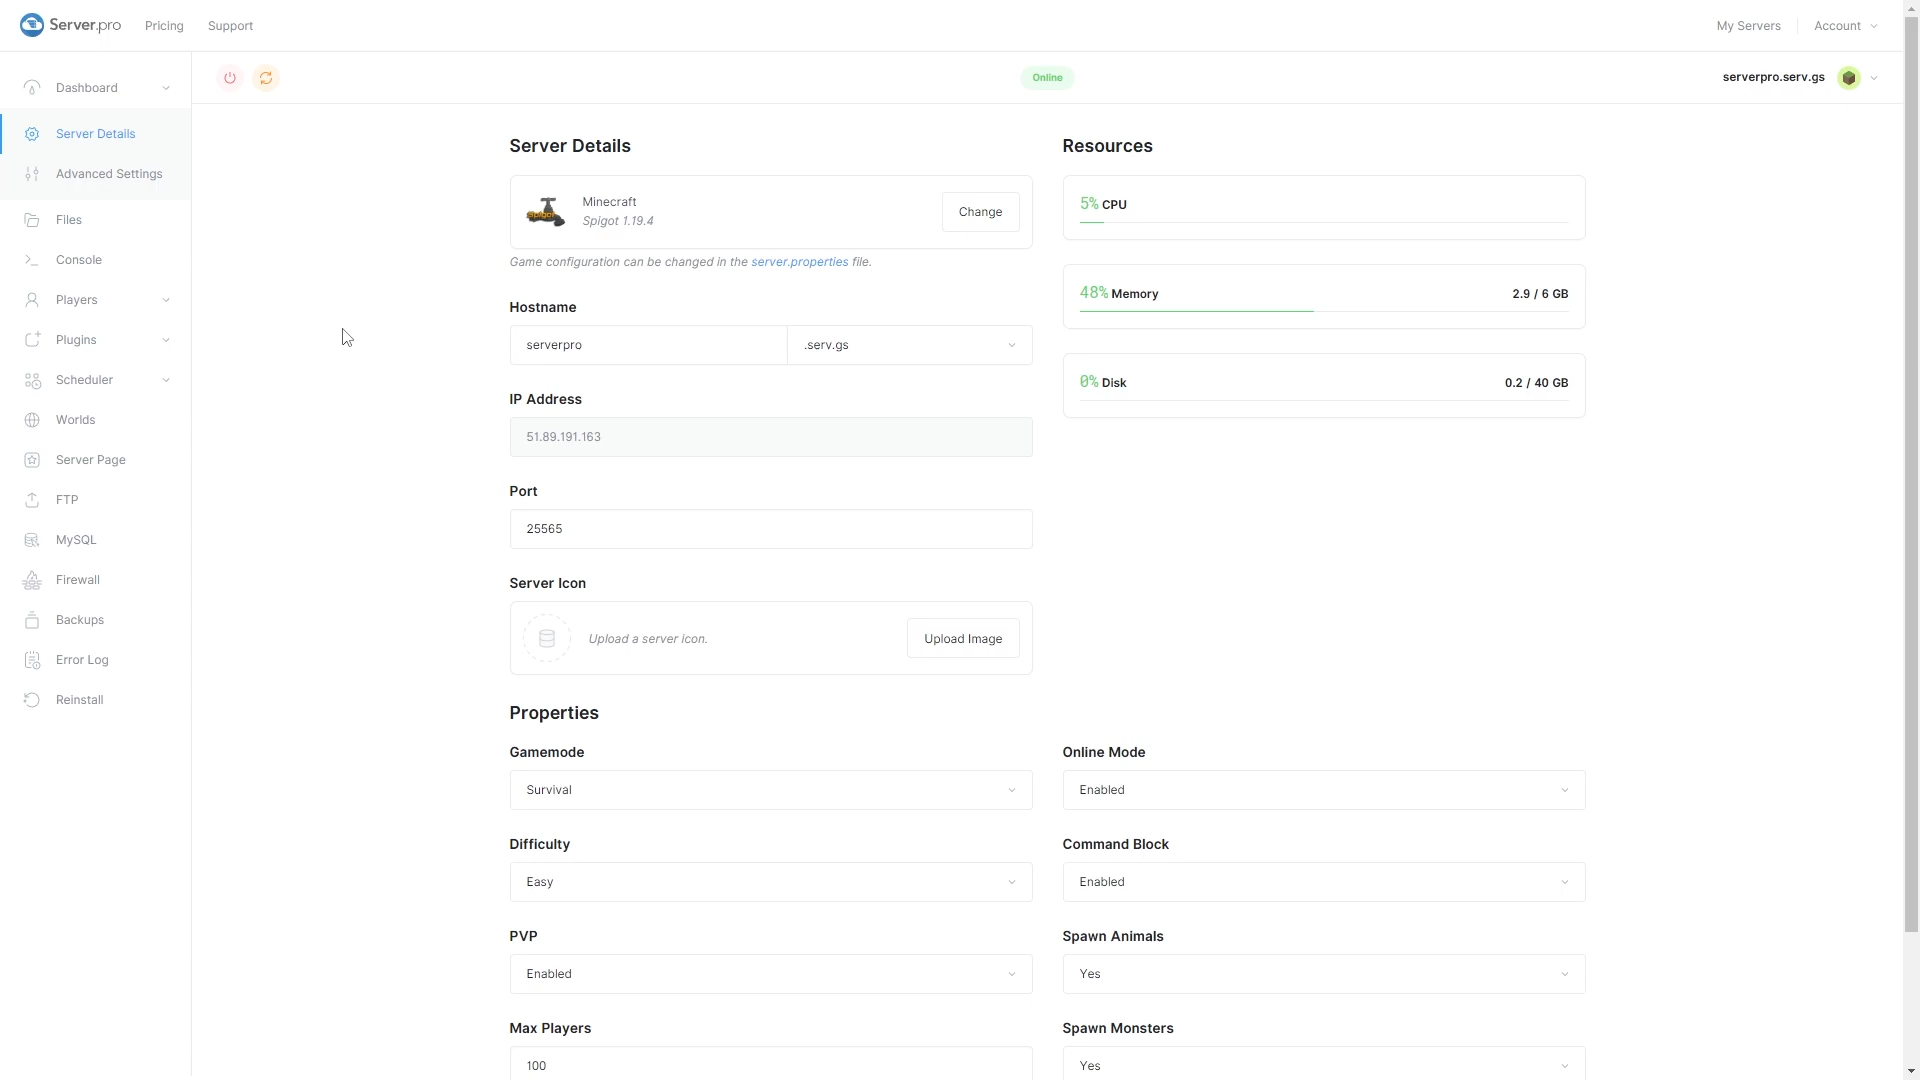 Server.pro
Pricing
Support
My Servers
Account
Dashboard
Server Details
Advanced Settings
Files
Console
Players
Plugins
Scheduler
Worlds
Server Page
FTP
MySQL
Firewall
Backups
Error Log
Reinstall
Online
serverpro.serv.gs
Server Details
Spigot
Minecraft
Spigot 1.19.4
Change
Game configuration can be changed in the server.properties file.
Hostname
serverpro
.serv.gs
IP Address
51.89.191.163
Port
25565
Server Icon
Upload a server icon.
Upload Image
Resources
5% CPU
48% Memory
2.9 / 6 GB
0% Disk
0.2 / 40 GB
Properties
Gamemode
Survival
Online Mode
Enabled
Difficulty
Easy
Command Block
Enabled
PVP
Enabled
Spawn Animals
Yes
Max Players
100
Spawn Monsters
Yes